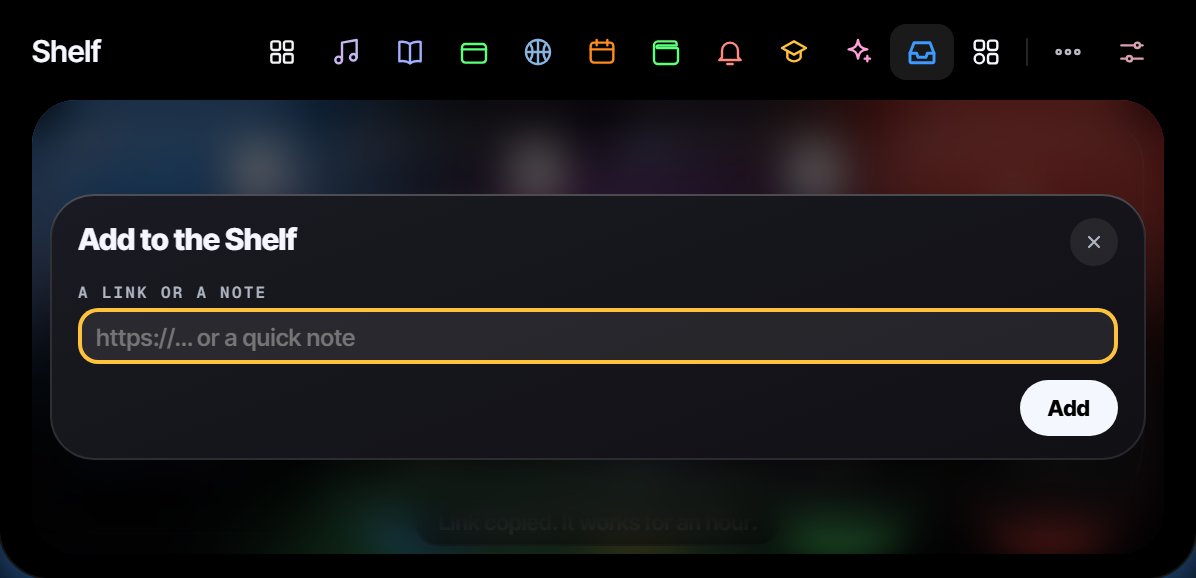 Shelf
Add to the Shelf
A LINK OR A NOTE
https://... or a quick note
Add
Link copied. It works for an hour.